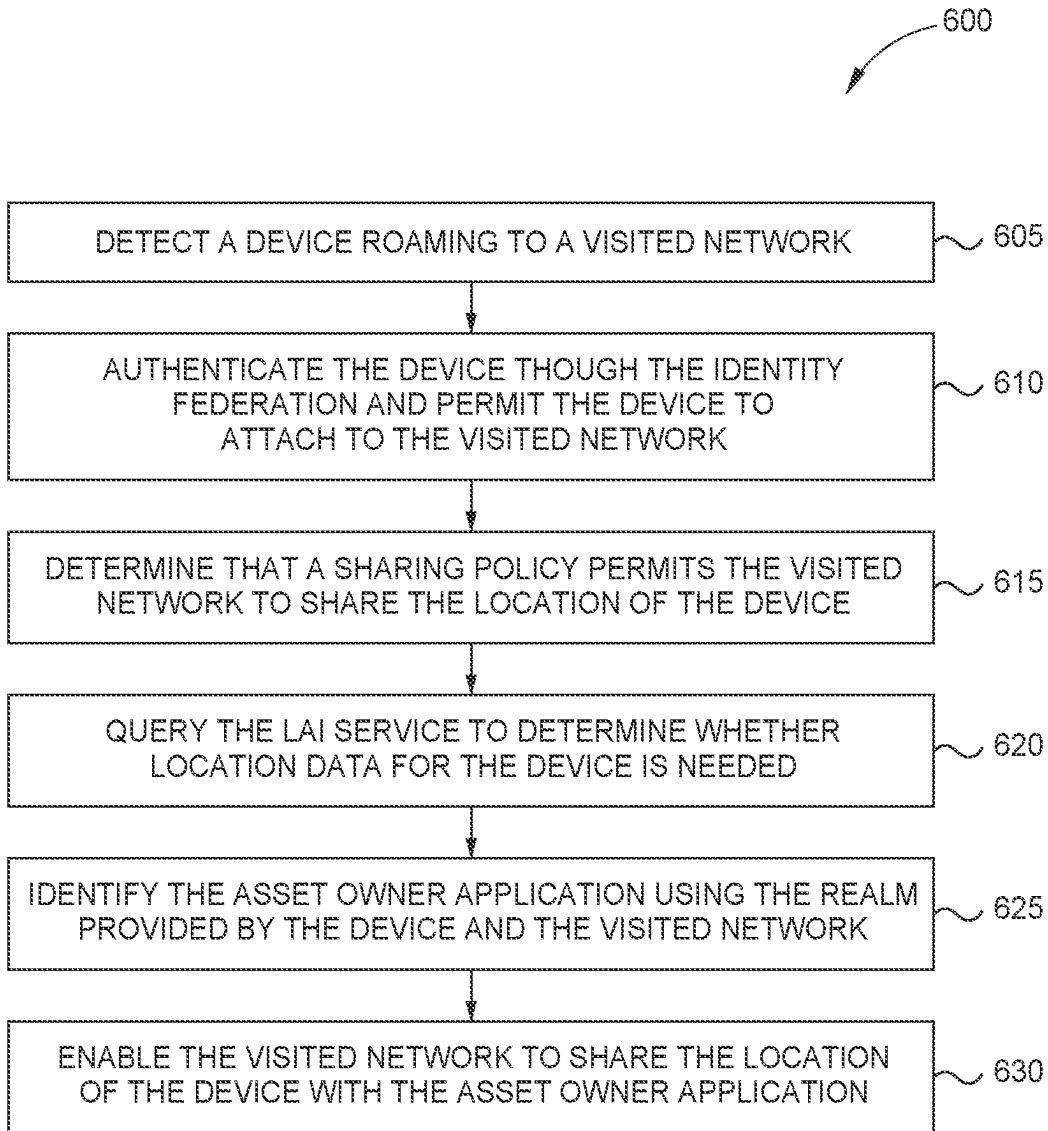 600
DETECT A DEVICE ROAMING TO A VISITED NETWORK
605
AUTHENTICATE THE DEVICE THOUGH THE IDENTITY
FEDERATION AND PERMIT THE DEVICE TO
ATTACH TO THE VISITED NETWORK
610
DETERMINE THAT A SHARING POLICY PERMITS THE VISITED
NETWORK TO SHARE THE LOCATION OF THE DEVICE
615
QUERY THE LAI SERVICE TO DETERMINE WHETHER
LOCATION DATA FOR THE DEVICE IS NEEDED
620
IDENTIFY THE ASSET OWNER APPLICATION USING THE REALM
PROVIDED BY THE DEVICE AND THE VISITED NETWORK
625
ENABLE THE VISITED NETWORK TO SHARE THE LOCATION
OF THE DEVICE WITH THE ASSET OWNER APPLICATION
630